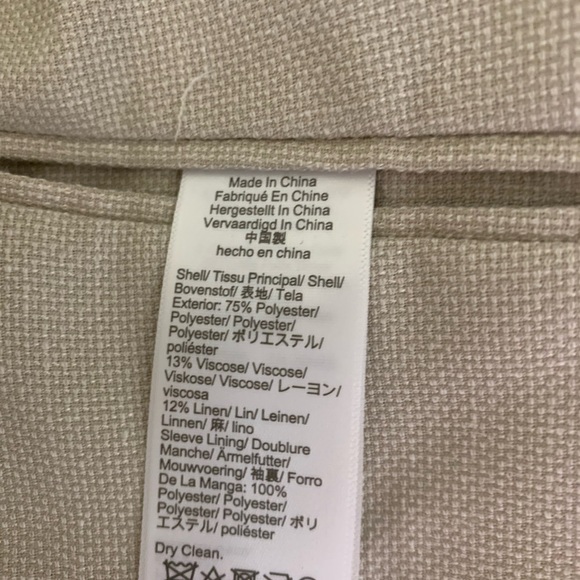 Made In China
Fabriqué En Chine
Hergestellt In China
Vervaardigd In China
中国製
hecho en china
Shell/ Tissu Principal/ Shell/
Bovenstof/ 表地/ Tela
Exterior: 75% Polyester/
Polyester/ Polyester/
Polyester/ ポリエステル/
poliéster
13% Viscose/ Viscose/
Viskose/ Viscose/ レーヨン/
viscosa
12% Linen/ Lin/ Leinen/
Linnen/ 麻/ lino
Sleeve Lining/ Doublure
Manche/ Ärmelfutter/
Mouwvoering/ 袖裏/ Forro
De La Manga: 100%
Polyester/ Polyester/
Polyester/ Polyester/ ポリ
エステル/ poliéster
Dry Clean.